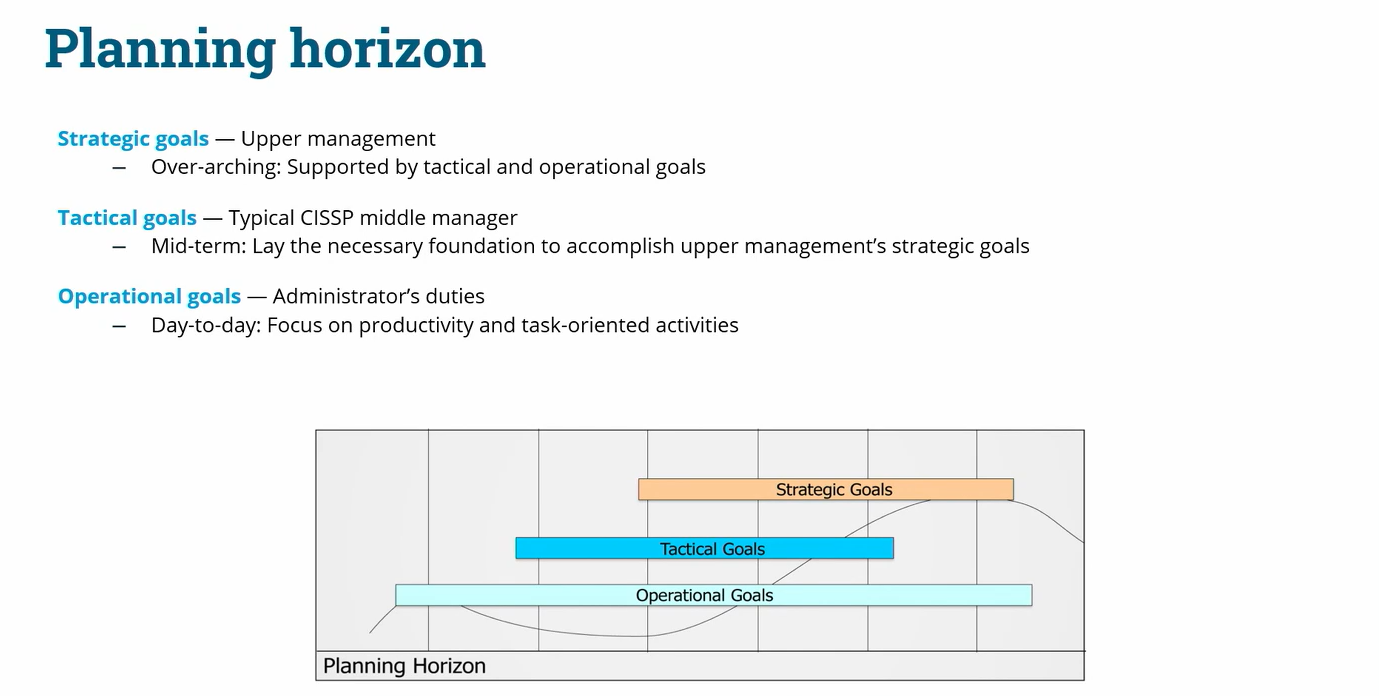 Planning horizon
Strategic goals — Upper management
– Over-arching: Supported by tactical and operational goals
Tactical goals — Typical CISSP middle manager
– Mid-term: Lay the necessary foundation to accomplish upper management’s strategic goals
Operational goals — Administrator’s duties
– Day-to-day: Focus on productivity and task-oriented activities
Strategic Goals
Tactical Goals
Operational Goals
Planning Horizon